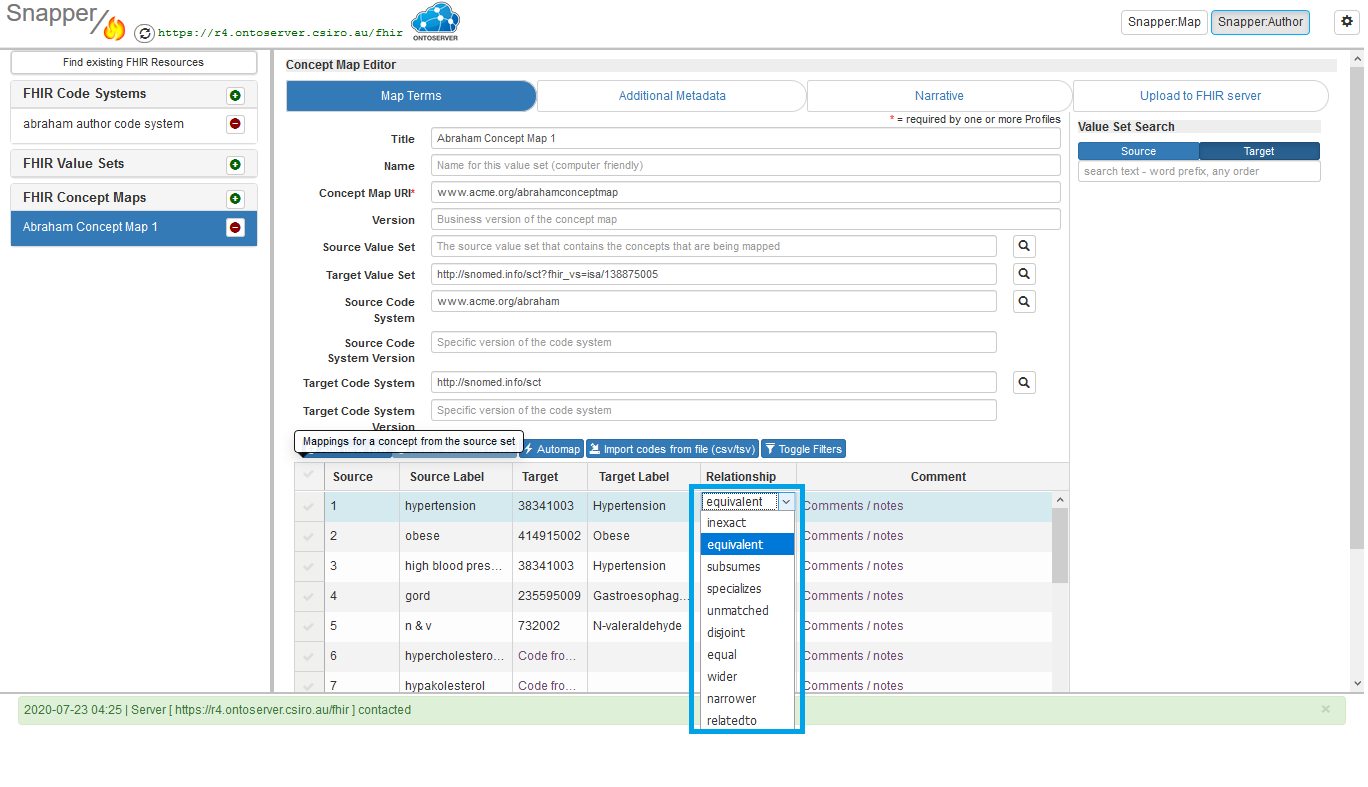 Snapper
https://r4.ontoserver.csiro.au/fhir
ONTOSERVER
Snapper:Map
Snapper:Author
Find existing FHIR Resources
FHIR Code Systems
abraham author code system
FHIR Value Sets
FHIR Concept Maps
Abraham Concept Map 1
Concept Map Editor
Map Terms
Additional Metadata
Narrative
Upload to FHIR server
* = required by one or more Profiles
Title
Abraham Concept Map 1
Name
Name for this value set (computer friendly)
Concept Map URI*
www.acme.org/abrahamconceptmap
Version
Business version of the concept map
Source Value Set
The source value set that contains the concepts that are being mapped
Target Value Set
http://snomed.info/sct?fhir_vs=isa/138875005
Source Code
System
www.acme.org/abraham
Source Code
System Version
Specific version of the code system
Target Code System
http://snomed.info/sct
Target Code System
Version
Specific version of the code system
Value Set Search
Source
Target
search text - word prefix, any order
Mappings for a concept from the source set
Automap
Import codes from file (csv/tsv)
Toggle Filters
Source Source Label Target Target Label Relationship Comment
1 hypertension 38341003 Hypertension equivalent Comments / notes
2 obese 414915002 Obese Comments / notes
3 high blood pres... 38341003 Hypertension Comments / notes
4 gord 235595009 Gastroesophag... Comments / notes
5 n & v 732002 N-valeraldehyde Comments / notes
6 hypercholestero... Code fro... Comments / notes
7 hypakolesterol Code fro... Comments / notes
inexact
equivalent
subsumes
specializes
unmatched
disjoint
equal
wider
narrower
relatedto
2020-07-23 04:25 | Server [ https://r4.ontoserver.csiro.au/fhir ] contacted
×